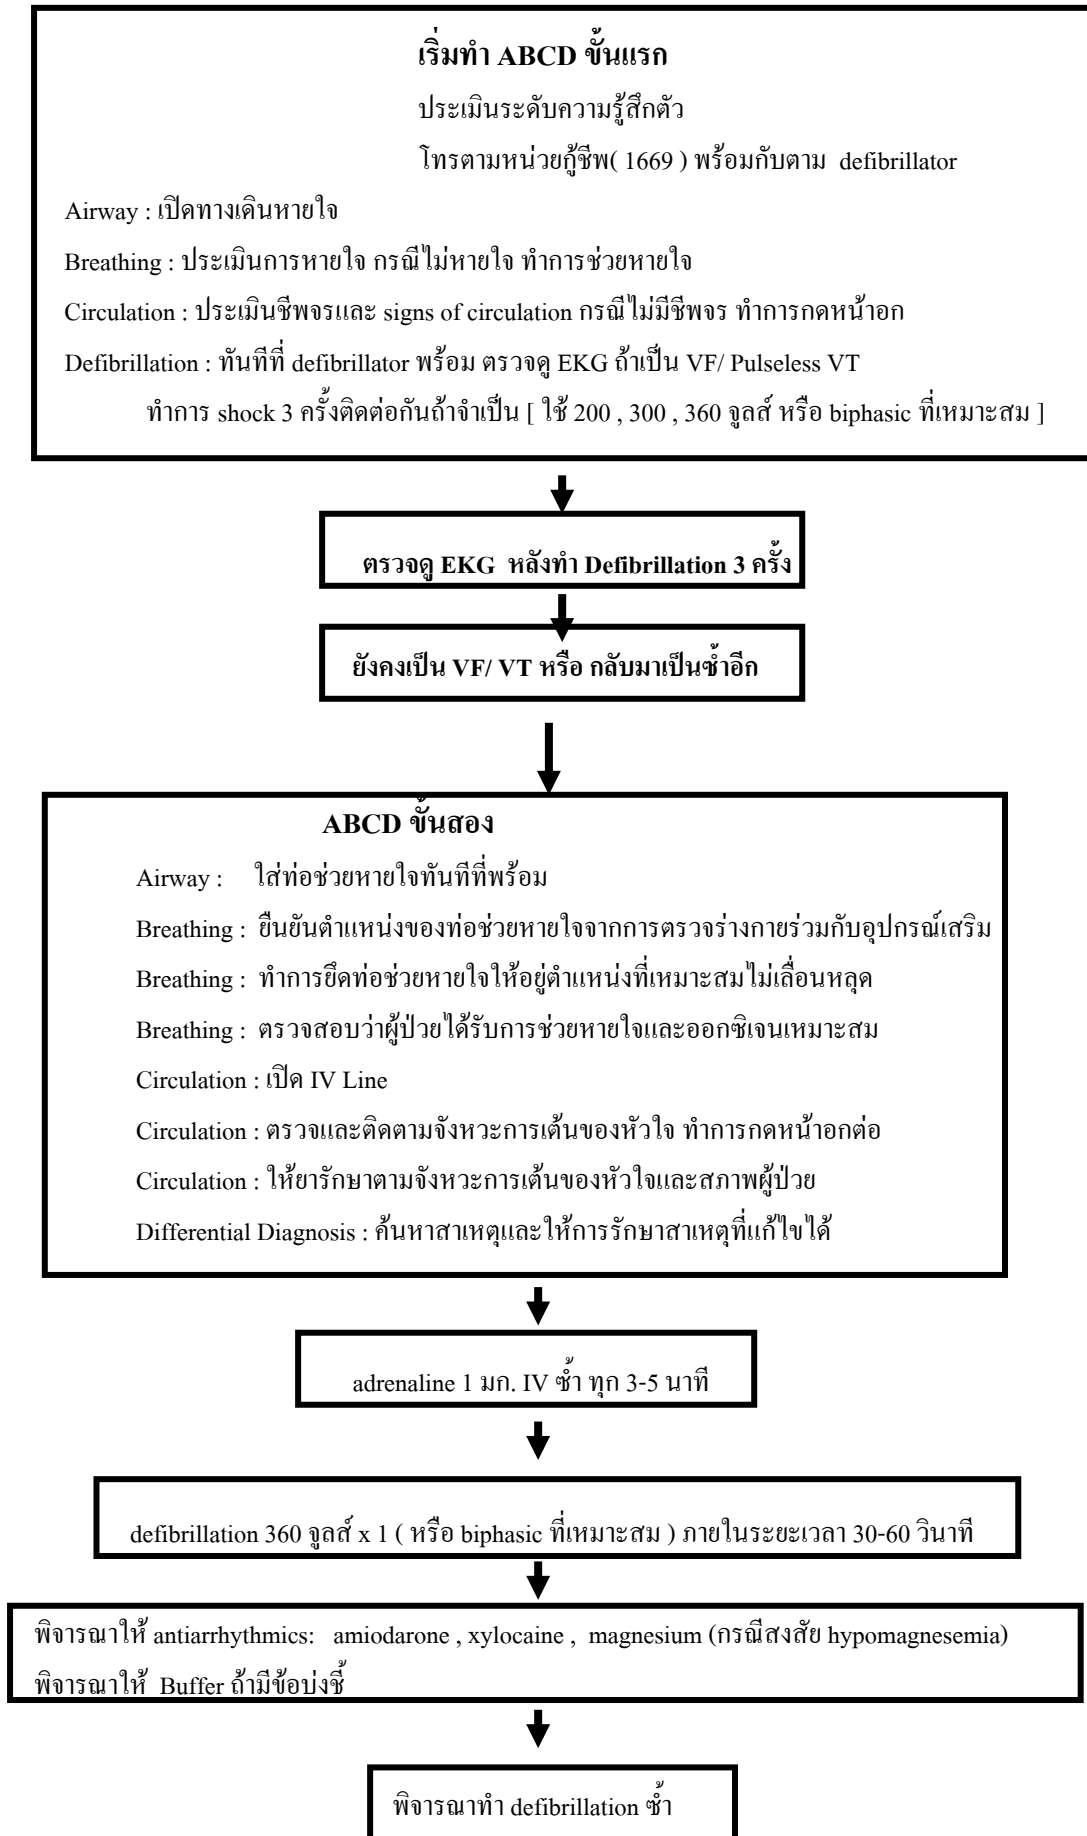 เริ่มทำ ABCD ขั้นแรก
ประเมินระดับความรู้สึกตัว
โทรตามหน่วยกู้ชีพ( 1669 ) พร้อมกับตาม defibrillator
Airway : เปิดทางเดินหายใจ
Breathing : ประเมินการหายใจ กรณีไม่หายใจ ทำการช่วยหายใจ
Circulation : ประเมินชีพจรและ signs of circulation กรณีไม่มีชีพจร ทำการกดหน้าอก
Defibrillation : ทันทีที่ defibrillator พร้อม ตรวจดู EKG ถ้าเป็น VF/ Pulseless VT
ทำการ shock 3 ครั้งติดต่อกันถ้าจำเป็น [ ใช้ 200 , 300 , 360 จูลส์ หรือ biphasic ที่เหมาะสม ]
ตรวจดู EKG หลังทำ Defibrillation 3 ครั้ง
ยังคงเป็น VF/ VT หรือ กลับมาเป็นซ้ำอีก
ABCD ขั้นสอง
Airway : ใส่ท่อช่วยหายใจทันทีที่พร้อม
Breathing : ยืนยันตำแหน่งของท่อช่วยหายใจจากการตรวจร่างกายร่วมกับอุปกรณ์เสริม
Breathing : ทำการยึดท่อช่วยหายใจให้อยู่ตำแหน่งที่เหมาะสมไม่เลื่อนหลุด
Breathing : ตรวจสอบว่าผู้ป่วยได้รับการช่วยหายใจและออกซิเจนเหมาะสม
Circulation : เปิด IV Line
Circulation : ตรวจและติดตามจังหวะการเต้นของหัวใจ ทำการกดหน้าอกต่อ
Circulation : ให้ยารักษาตามจังหวะการเต้นของหัวใจและสภาพผู้ป่วย
Differential Diagnosis : ค้นหาสาเหตุและให้การรักษาสาเหตุที่แก้ไขได้
adrenaline 1 มก. IV ซ้ำ ทุก 3-5 นาที
defibrillation 360 จูลส์ x 1 ( หรือ biphasic ที่เหมาะสม ) ภายในระยะเวลา 30-60 วินาที
พิจารณาให้ antiarrhythmics: amiodarone , xylocaine , magnesium (กรณีสงสัย hypomagnesemia)
พิจารณาให้ Buffer ถ้ามีข้อบ่งชี้
พิจารณาทำ defibrillation ซ้ำ